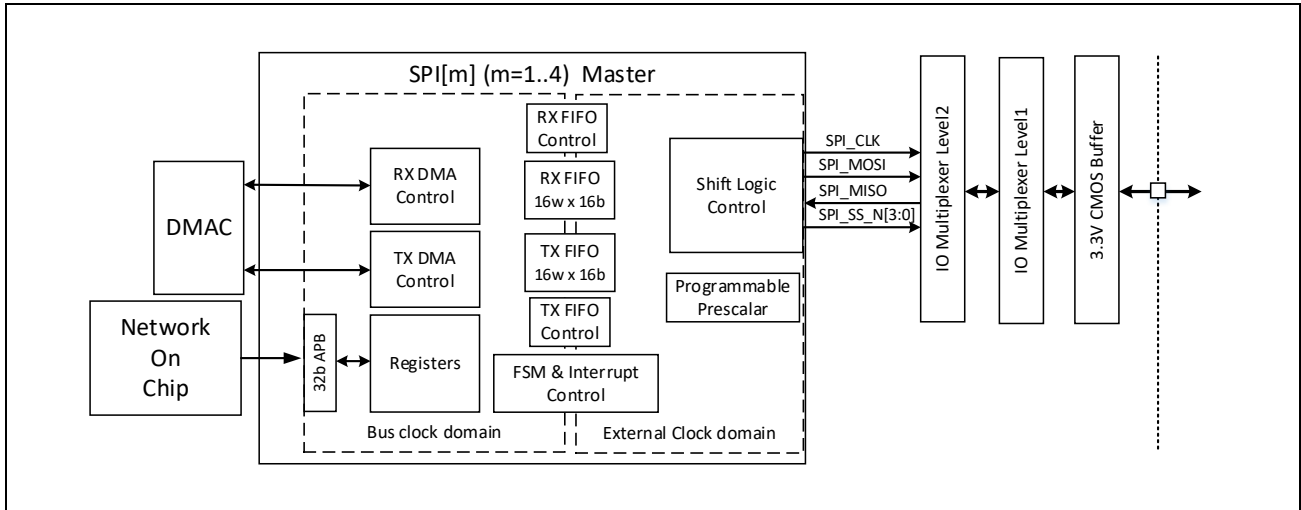 SPI[m] (m=1..4) Master
DMAC
Network
On
Chip
32b APB
RX DMA
Control
TX DMA
Control
Registers
Bus clock domain
RX FIFO
Control
RX FIFO
16w x 16b
TX FIFO
16w x 16b
TX FIFO
Control
FSM & Interrupt
Control
Shift Logic
Control
Programmable
Prescalar
External Clock domain
SPI_CLK
SPI_MOSI
SPI_MISO
SPI_SS_N[3:0]
IO Multiplexer Level2
IO Multiplexer Level1
3.3V CMOS Buffer